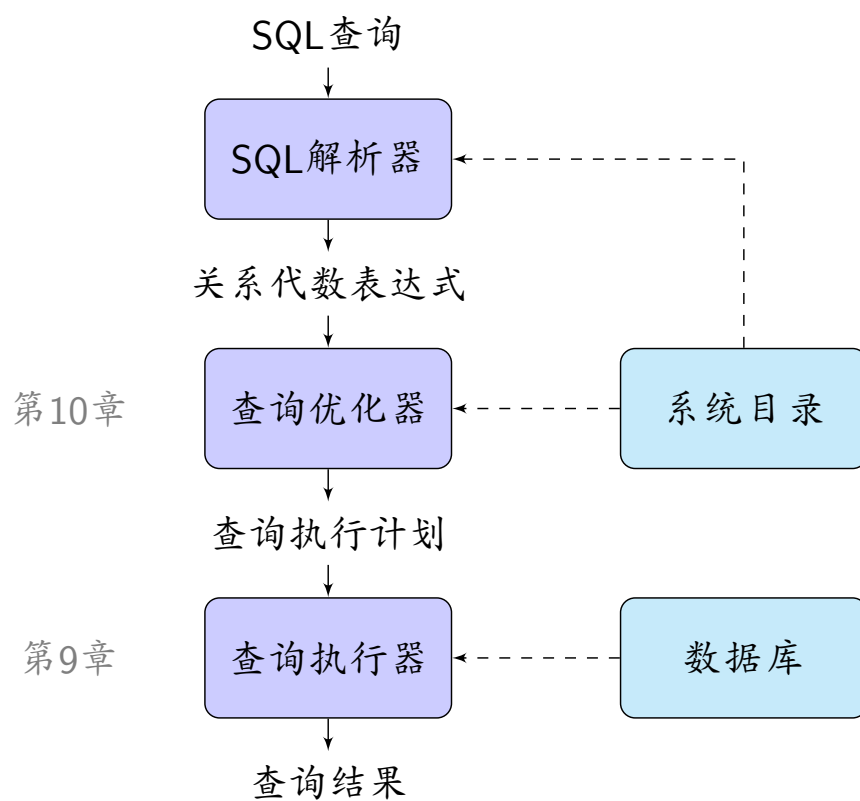 SQL查询
SQL解析器
关系代数表达式
第10章
查询优化器
系统目录
查询执行计划
第9章
查询执行器
数据库
查询结果